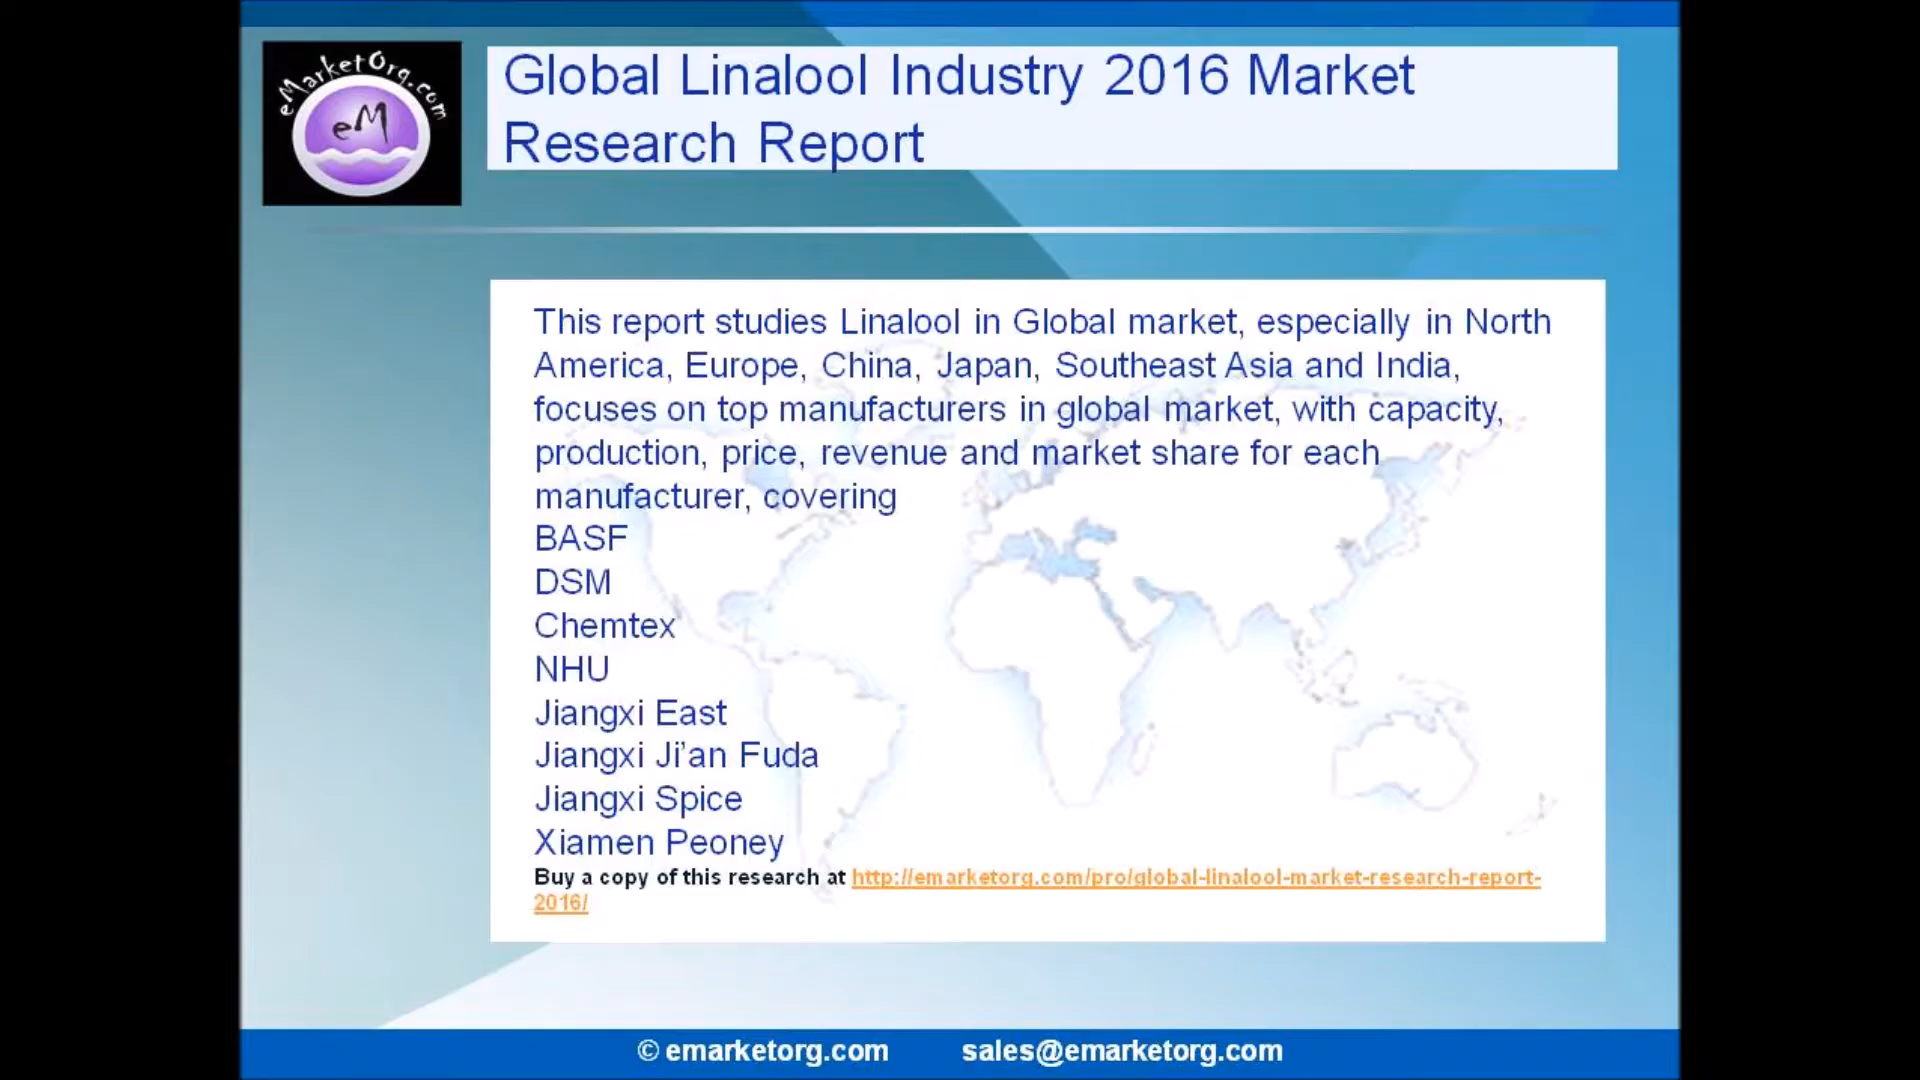 eMarketOrg.com
eM
Global Linalool Industry 2016 Market
Research Report
This report studies Linalool in Global market, especially in North
America, Europe, China, Japan, Southeast Asia and India,
focuses on top manufacturers in global market, with capacity,
production, price, revenue and market share for each
manufacturer, covering
BASF
DSM
Chemtex
NHU
Jiangxi East
Jiangxi Ji’an Fuda
Jiangxi Spice
Xiamen Peoney
Buy a copy of this research at http://emarketorg.com/pro/global-linalool-market-research-report-
2016/
© emarketorg.com sales@emarketorg.com